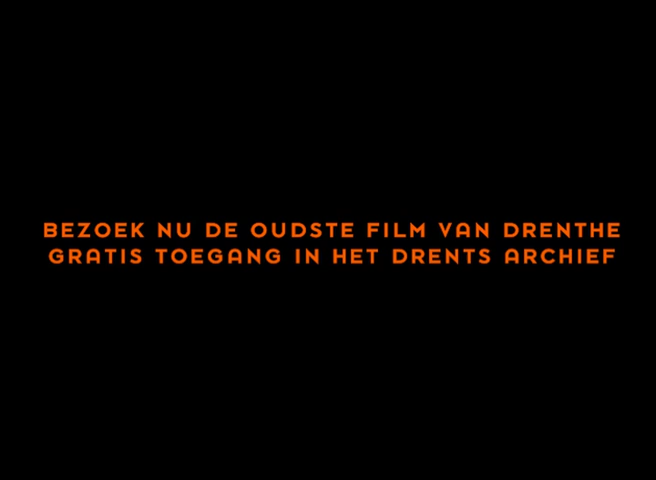 BEZOEK NU DE OUDSTE FILM VAN DRENTHE
GRATIS TOEGANG IN HET DRENTS ARCHIEF